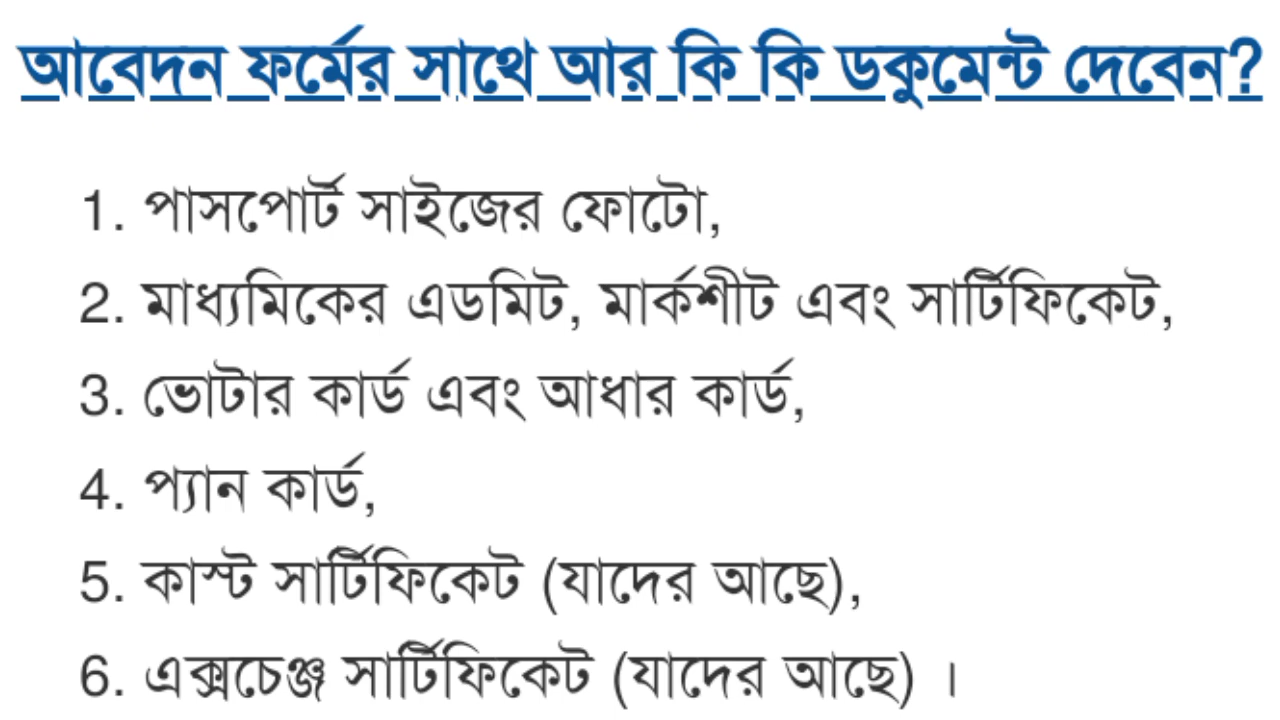 আবেদন ফর্মের সাথে আর কি কি ডকুমেন্ট দেবেন?
1. পাসপোর্ট সাইজের ফোটো,
2. মাধ্যমিকের এডমিট, মার্কশীট এবং সার্টিফিকেট,
3. ভোটার কার্ড এবং আধার কার্ড,
4. প্যান কার্ড,
5. কাস্ট সার্টিফিকেট (যাদের আছে),
6. এক্সচেঞ্জ সার্টিফিকেট (যাদের আছে) ।